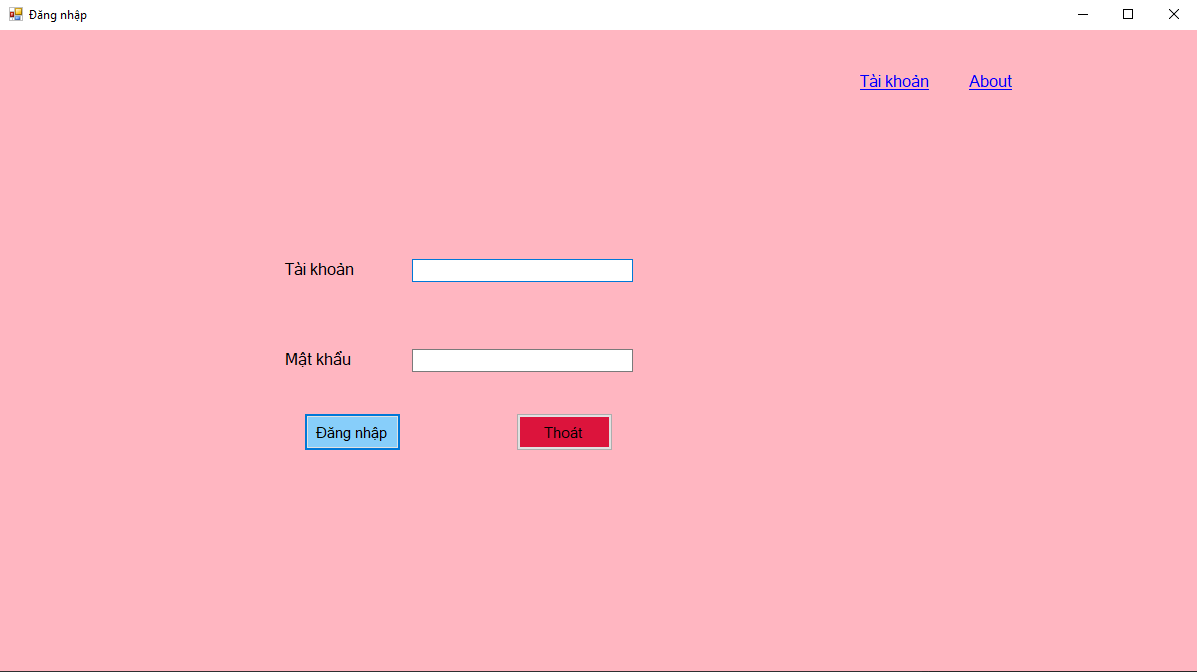 Đăng nhập
Tài khoản About
Tài khoản
Mật khẩu
Đăng nhập Thoát